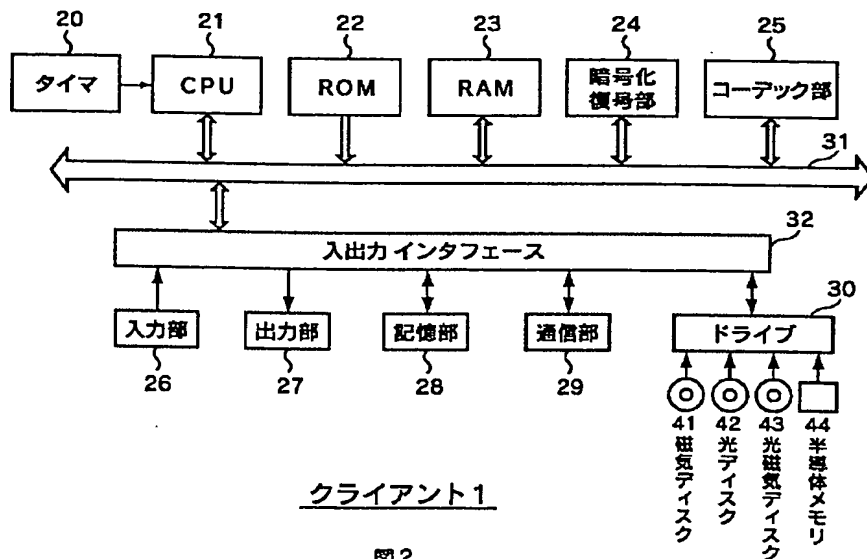 20
21
22
23
24
25
タイマ
CPU
ROM
RAM
暗号化
復号部
コーデック部
31
32
入出力 インタフェース
30
入力部
出力部
記憶部
通信部
ドライブ
26
27
28
29
41
42
43
44
磁気ディスク
光ディスク
光磁気ディスク
半導体メモリ
クライアント1
図2